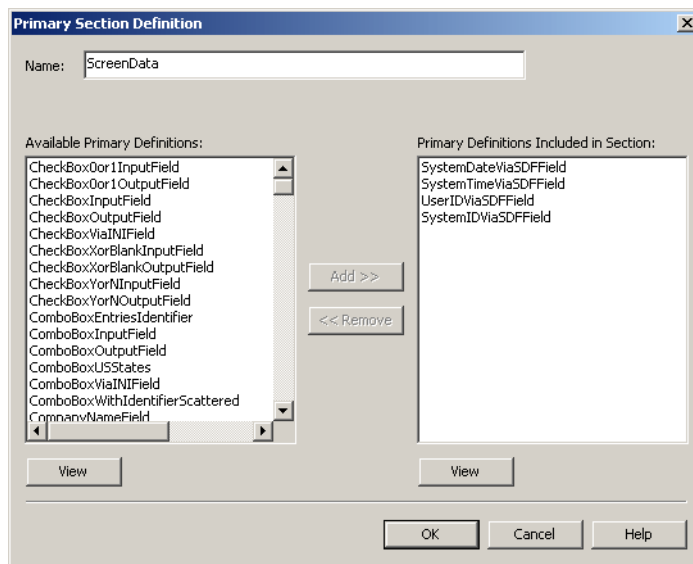 Primary Section Definition
Name: ScreenData
Available Primary Definitions:
CheckBox0or1InputField
CheckBox0or1OutputField
CheckBoxInputField
CheckBoxOutputField
CheckBoxViaINIField
CheckBoxXorBlankInputField
CheckBoxXorBlankOutputField
CheckBoxYorNInputField
CheckBoxYorNOutputField
ComboBoxEntriesIdentifier
ComboBoxInputField
ComboBoxOutputField
ComboBoxUSStates
ComboBoxViaINIField
ComboBoxWithIdentifierScattered
CompanyNameField
View
Add >>
<< Remove
Primary Definitions Included in Section:
SystemDateViaSDFField
SystemTimeViaSDFField
UserIDViaSDFField
SystemIDViaSDFField
View
OK Cancel Help